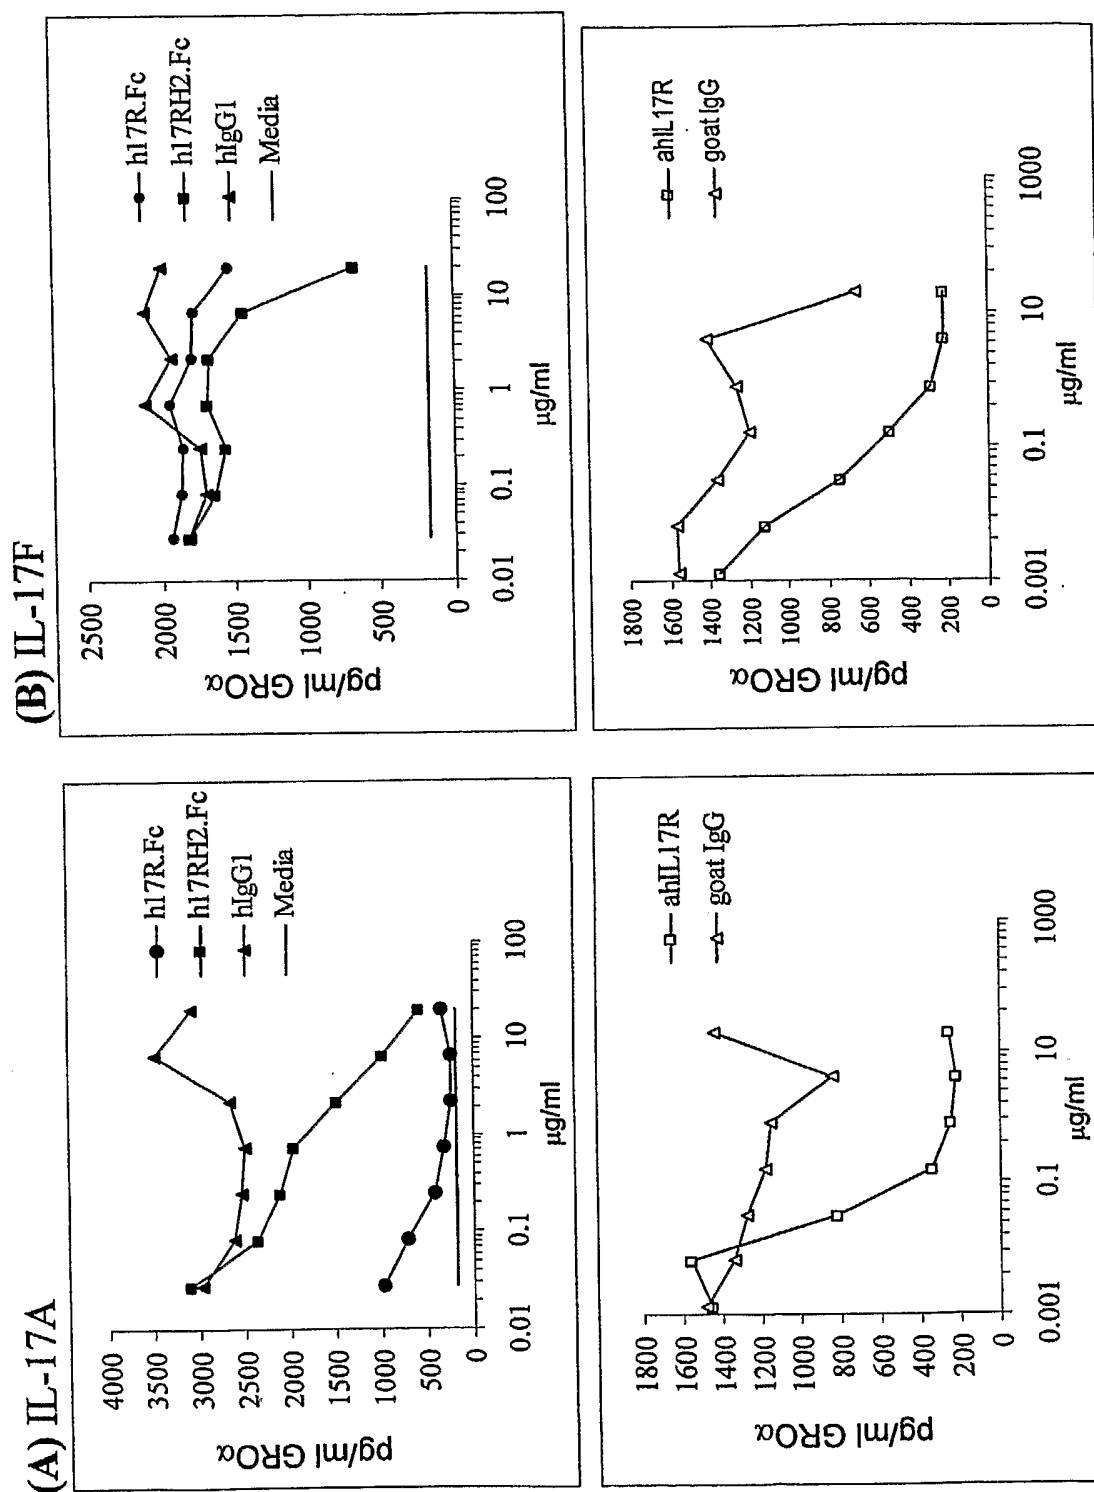 (A) IL-17A
pg/ml GROα
4000
3500
3000
2500
2000
1500
1000
500
0
0.01
0.1
1
10
100
µg/ml
h17R.Fc
h17RH2.Fc
hIgG1
Media
pg/ml GROα
1800
1600
1400
1200
1000
800
600
400
200
0
0.001
0.1
10
1000
µg/ml
ahIL17R
goat IgG
(B) IL-17F
pg/ml GROα
2500
2000
1500
1000
500
0
0.01
0.1
1
10
100
µg/ml
h17R.Fc
h17RH2.Fc
hIgG1
Media
pg/ml GROα
1800
1600
1400
1200
1000
800
600
400
200
0
0.001
0.1
10
1000
µg/ml
ahIL17R
goat IgG